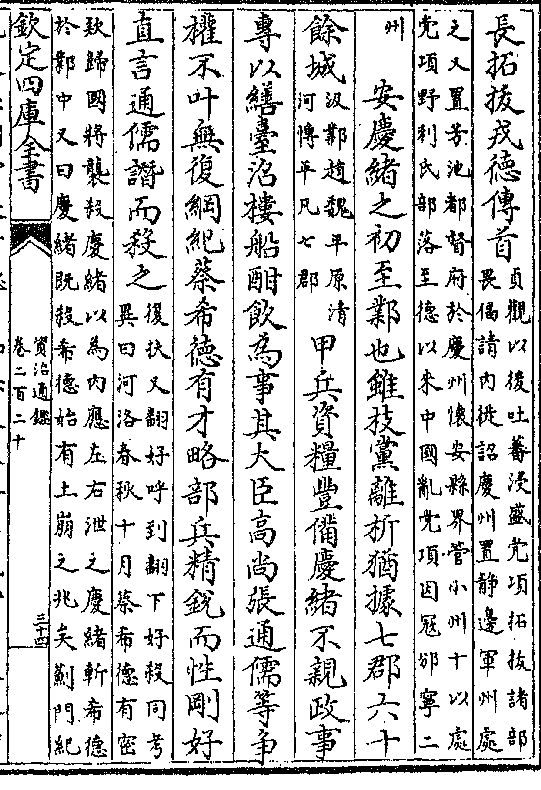 長拓拔戎德傳首
貞觀以後吐蕃浸盛党項拓拔諸部
畏偪請內徙詔慶州置靜邊軍州處
之又置芳池都督府於慶州懷安縣界管小州十以處
党項野利氏部落至德以來中國亂党項因冦邠寧二
州
安慶緒之初至鄴也雖枝黨離析猶據七郡六十
餘城
汲鄴趙魏平原清
河博平凡七郡
甲兵資糧豐備慶緒不親政事
專以繕臺沼樓船酣飲為事其大臣高尚張通儒等爭
權不叶無復綱紀蔡希德有才略部兵精銳而性剛好
直言通儒譖而殺之
復扶又翻好呼到翻下好殺同考
異曰河洛春秋十月蔡希德有密
欵歸國將襲殺慶緒以為內應左右泄之慶緒斬希德
於鄴中又曰慶緒既殺希德始有土崩之兆矣薊門紀
欽定四庫全書
資治通鑑
卷二百二十
三十四